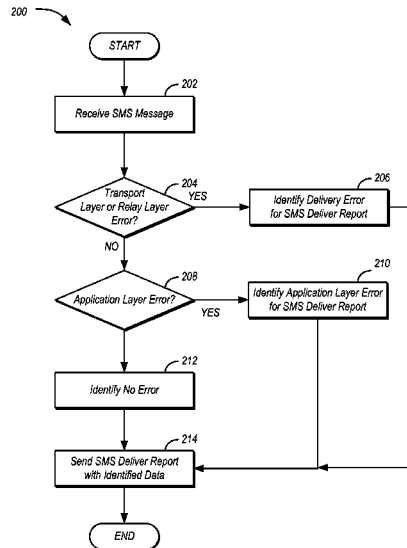 200
START
202
Receive SMS Message
204
Transport
Layer or Relay Layer
Error?
YES
206
Identify Delivery Error
for SMS Deliver Report
NO
208
Application Layer Error?
YES
210
Identify Application Layer Error
for SMS Deliver Report
212
Identify No Error
214
Send SMS Deliver Report
with Identified Data
END